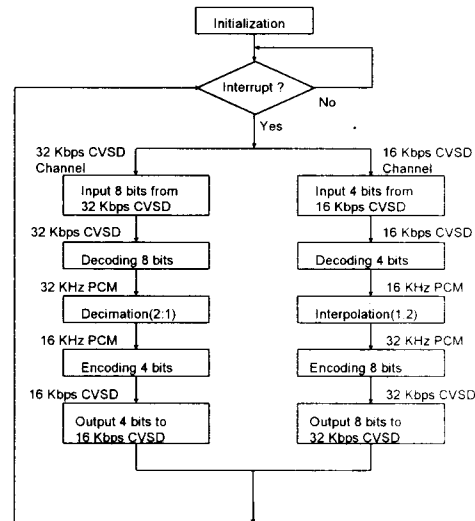 Initialization
Interrupt ?
No
Yes
32 Kbps CVSD
Channel
Input 8 bits from
32 Kbps CVSD
32 Kbps CVSD
Decoding 8 bits
32 KHz PCM
Decimation(2:1)
16 KHz PCM
Encoding 4 bits
16 Kbps CVSD
Output 4 bits to
16 Kbps CVSD
16 Kbps CVSD
Channel
Input 4 bits from
16 Kbps CVSD
16 Kbps CVSD
Decoding 4 bits
16 KHz PCM
Interpolation(1:2)
32 KHz PCM
Encoding 8 bits
32 Kbps CVSD
Output 8 bits to
32 Kbps CVSD